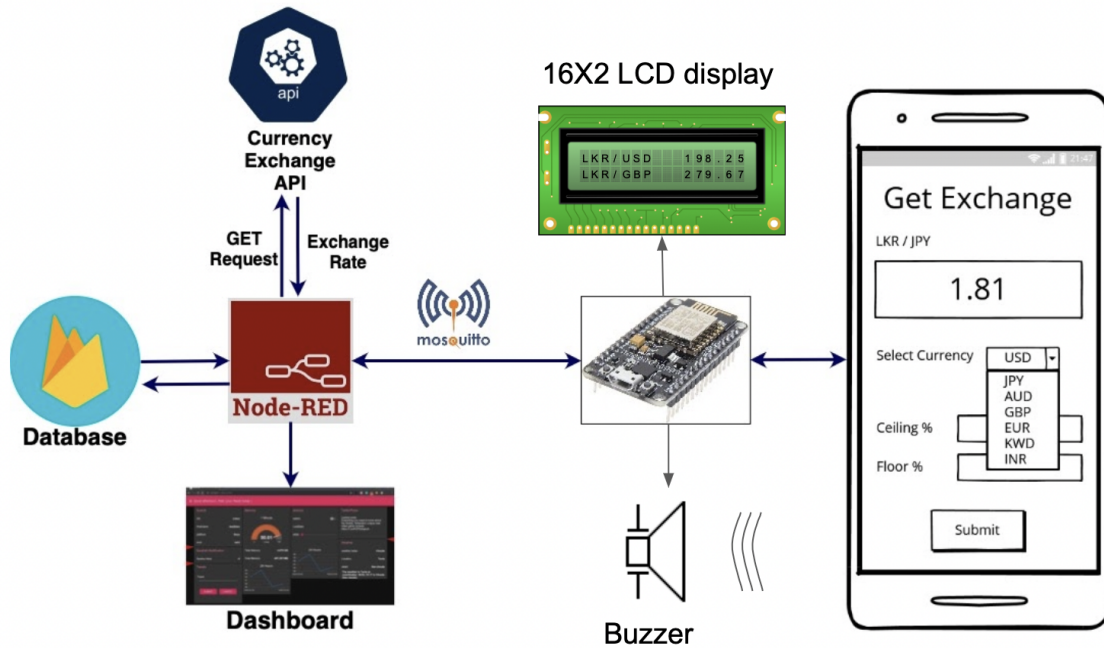 api
Currency
Exchange
API
GET
Request
Exchange
Rate
16X2 LCD display
LKR/USD 198.25
LKR/GBP 279.67
mosquitto
Node-RED
Database
Dashboard
Buzzer
21:47
Get Exchange
LKR / JPY
1.81
Select Currency USD
JPY
AUD
GBP
EUR
KWD
INR
Ceiling %
Floor %
Submit